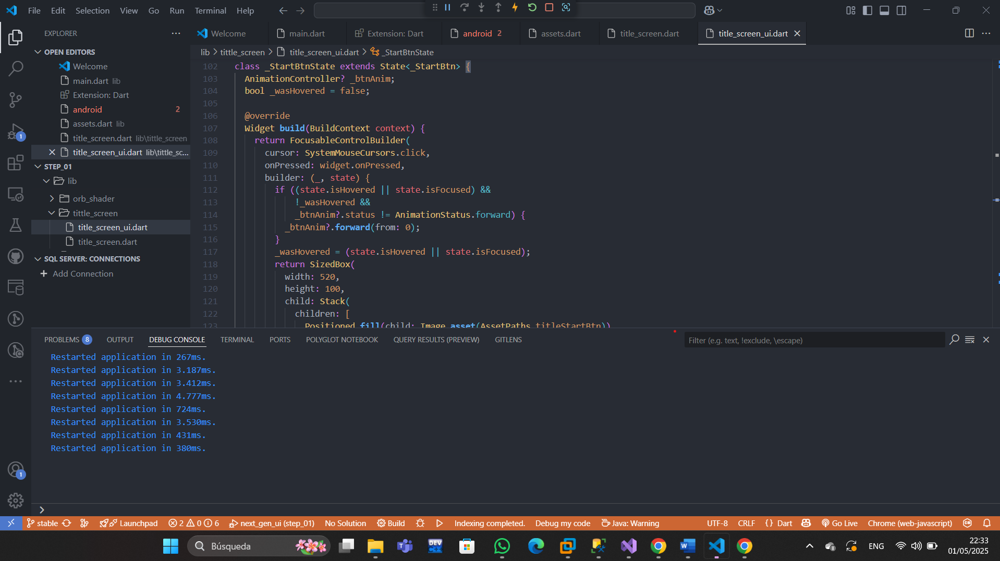 File Edit Selection View Go Run Terminal Help
EXPLORER
Welcome
main.dart
Extension: Dart
android 2
assets.dart
title_screen.dart
title_screen_ui.dart
OPEN EDITORS
Welcome
main.dart lib
Extension: Dart
android 2
assets.dart lib
title_screen.dart lib\tittle_screen
title_screen_ui.dart lib\tittle_sc...
STEP_01
lib
orb_shader
tittle_screen
title_screen_ui.dart
title_screen.dart
SQL SERVER: CONNECTIONS
Add Connection
1
1
lib > tittle_screen > title_screen_ui.dart > _StartBtnState
102 class _StartBtnState extends State<_StartBtn> {
103 AnimationController? _btnAnim;
104 bool _wasHovered = false;
105
106 @override
107 Widget build(BuildContext context) {
108 return FocusableControlBuilder(
109 cursor: SystemMouseCursors.click,
110 onPressed: widget.onPressed,
111 builder: (_, state) {
112 if ((state.isHovered || state.isFocused) &&
113 !_wasHovered &&
114 _btnAnim?.status != AnimationStatus.forward) {
115 _btnAnim?.forward(from: 0);
116 }
117 _wasHovered = (state.isHovered || state.isFocused);
118 return SizedBox(
119 width: 520,
120 height: 100,
121 child: Stack(
122 children: [
123 Positioned.fill(child: Image.asset(AssetPaths.titleStartBtn))
PROBLEMS 8 OUTPUT DEBUG CONSOLE TERMINAL PORTS POLYGLOT NOTEBOOK QUERY RESULTS (PREVIEW) GITLENS
Filter (e.g. text, !exclude, \escape)
Restarted application in 267ms.
Restarted application in 3.187ms.
Restarted application in 3.412ms.
Restarted application in 4.777ms.
Restarted application in 724ms.
Restarted application in 3.530ms.
Restarted application in 431ms.
Restarted application in 380ms.
>
stable Launchpad 2 0 6 next_gen_ui (step_01) No Solution Build Indexing completed. Debug my code Java: Warning UTF-8 CRLF {} Dart Go Live Chrome (web-javascript)
Búsqueda
DEV
C++
ENG
22:33
01/05/2025